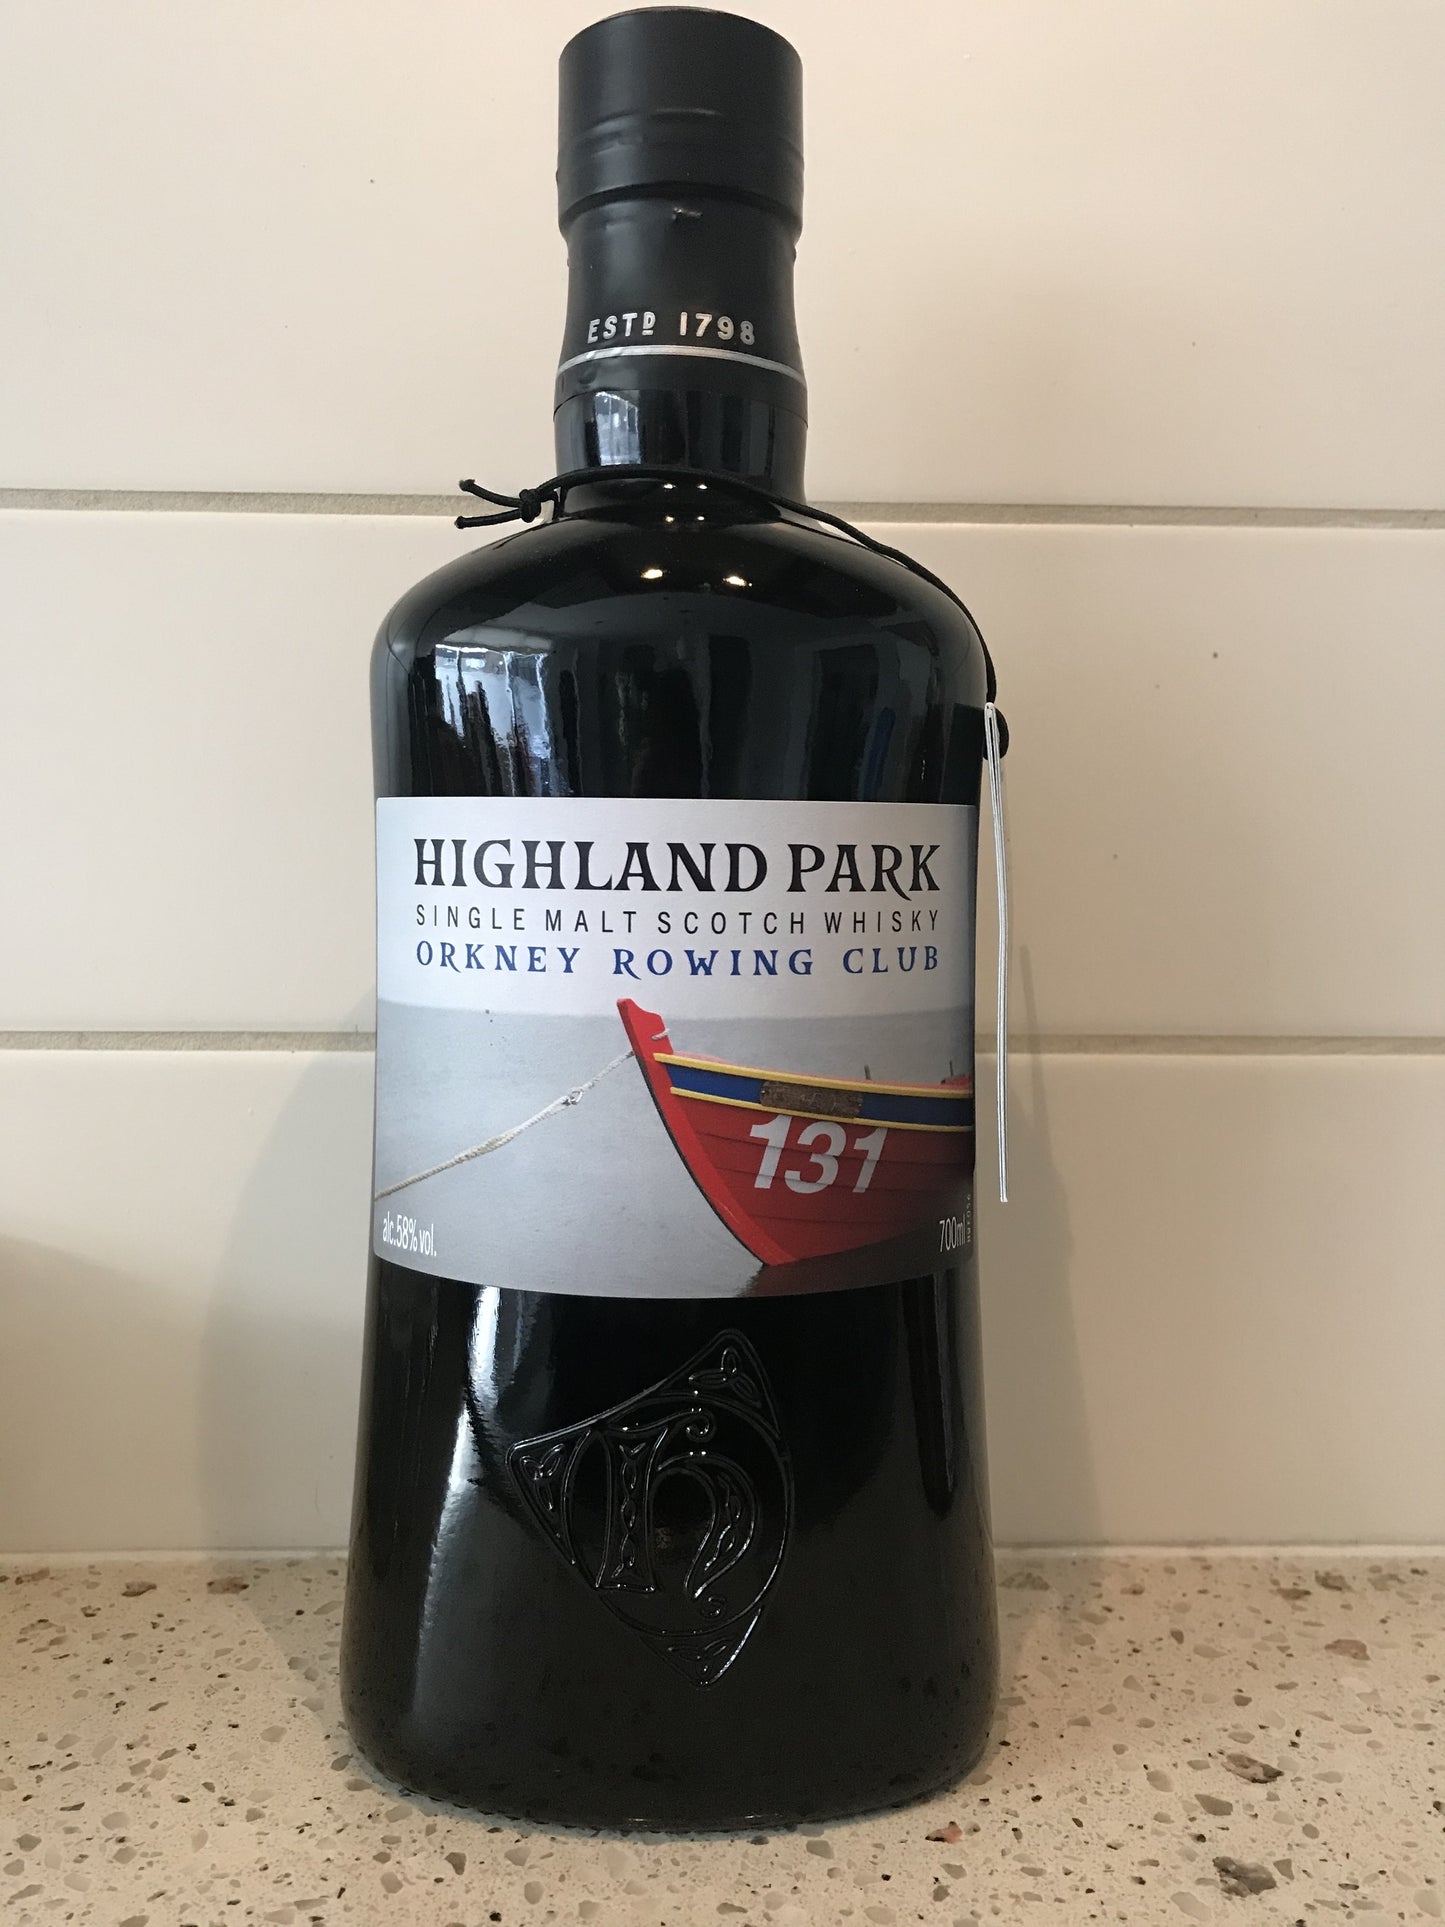 ESTD 1798
HIGHLAND PARK
SINGLE MALT SCOTCH WHISKY
ORKNEY ROWING CLUB
131
alc.58% vol.
700ml